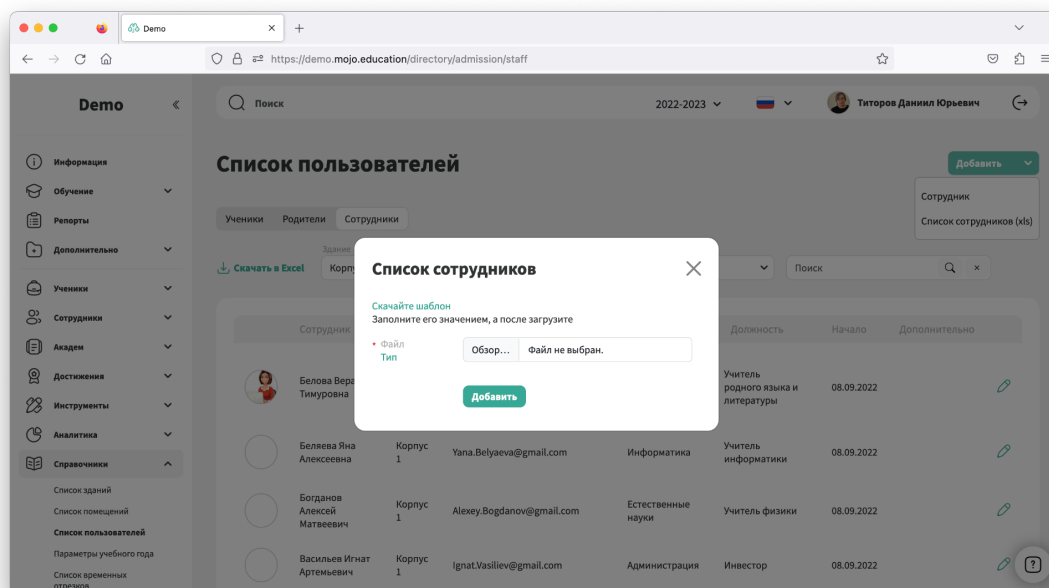 Demo
https://demo.mojo.education/directory/admission/staff
Demo
Поиск
2022-2023
Титоров Даниил Юрьевич
Информация
Обучение
Репорты
Дополнительно
Ученики
Сотрудники
Академ
Достижения
Инструменты
Аналитика
Справочники
Список зданий
Список помещений
Список пользователей
Параметры учебного года
Список временных
отрезков
Список пользователей
Добавить
Сотрудник
Список сотрудников (xls)
Ученики Родители Сотрудники
Здание
Скачать в Excel
Поиск
Список сотрудников
Скачайте шаблон
Заполните его значением, а после загрузите
• Файл
Тип
Обзор... Файл не выбран.
Добавить
Сотрудник Должность Начало Дополнительно
Белова Вера
Тимуровна
Учитель
родного языка и
литературы
08.09.2022
Беляева Яна
Алексеевна
Корпус
1
Yana.Belyaeva@gmail.com
Информатика
Учитель
информатики
08.09.2022
Богданов
Алексей
Матвеевич
Корпус
1
Alexey.Bogdanov@gmail.com
Естественные
науки
Учитель физики
08.09.2022
Васильев Игнат
Артемьевич
Корпус
1
Ignat.Vasiliev@gmail.com
Администрация
Инвестор
08.09.2022